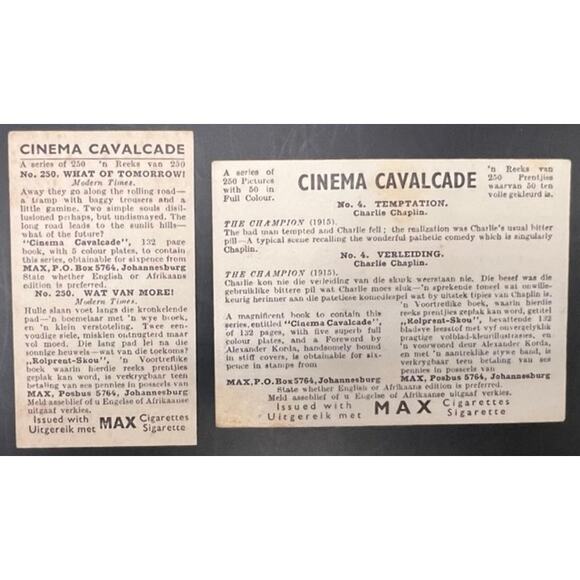 CINEMA CAVALCADE
A series of 250 'n Reeks van 250
No. 250. WHAT OF TOMORROW!
Modern Times.
Away they go along the rolling road—
a tramp with baggy trousers and a
little gamine. Two simple souls disil-
lusioned perhaps, but undismayed. The
long road leads to the sunlit hills—
what of the future?
"Cinema Cavalcade", 132 page
book, with 5 colour plates, to contain
this series, obtainable for sixpence from
MAX, P.O. Box 5764, Johannesburg
State whether English or Afrikaans
edition is preferred.
No. 250. WAT VAN MORE!
Modern Times.
Hulle slaan voet langs die kronkelende
pad—'n boemelaar met 'n wye broek,
en 'n klein verstoteling. Twee een-
voudige siele, miskien ontnugterd maar
vol moed. Die lang pad lei na die
sonnige heuwels—wat van die toekoms?
„Rolprent-Skou", 'n Voortreflike
boek waarin hierdie reeks prentjies
geplak kan word, is verkrygbaar teen
betaling van ses pennies in posseels van
MAX, Posbus 5764, Johannesburg
Meld asseblief of u Engelse of Afrikaanse
uitgaaf verkies.
Issued with
Uitgereik met
MAX
Cigarettes
Sigarette
A series of
250 Pictures
with 50 in
Full Colour.
CINEMA CAVALCADE
'n Reeks van
250 Prentjies
waarvan 50 ten
volle gekleurd is.
No. 4. TEMPTATION.
Charlie Chaplin.
THE CHAMPION (1915).
The bad man tempted and Charlie fell; the realization was Charlie's usual bitter
pill—A typical scene recalling the wonderful pathetic comedy which is singularly
Chaplin.
No. 4. VERLEIDING.
Charlie Chaplin.
THE CHAMPION (1915).
Charlie kon nie die verleiding van die skurk weerstaan nie. Die besef was die
gebruiklike bittere pil wat Charlie moes sluk—'n sprekende toneel wat onwille-
keurig herinner aan die patetiese komediespel wat by uitstek tipies van Chaplin is.
A magnificent book to contain this
series, entitled "Cinema Cavalcade",
of 132 pages, with five superb full
colour plates, and a Foreword by
Alexander Korda, handsomely bound
in stiff covers, is obtainable for six-
pence in stamps from
MAX, P.O. Box 5764, Johannesburg
'n Voortreflike boek waarin hierdie
reeks prentjies geplak kan word, getitel
„Rolprent-Skou", bevattende 132
bladsye leesstof met vyf onvergelyklik
pragtige volblad-kleurillustrasies, en
'n voorwoord deur Alexander Korda,
en met 'n aantreklike stywe band, is
verkrygbaar teen betaling van ses
pennies in posseels van
MAX, Posbus 5764, Johannesburg
State whether English or Afrikaans edition is preferred.
Meld asseblief of u Engelse of Afrikaanse uitgaaf verkies.
Issued with
Uitgereik met
MAX
Cigarettes
Sigarette